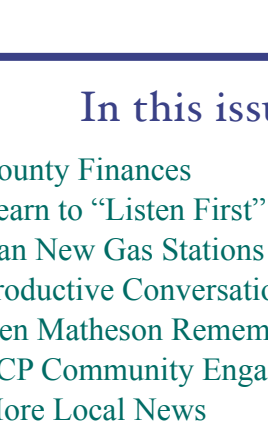 In this issu
ounty Finances
earn to “Listen First”
an New Gas Stations
roductive Conversatio
en Matheson Remem
CP Community Enga
ore Local News